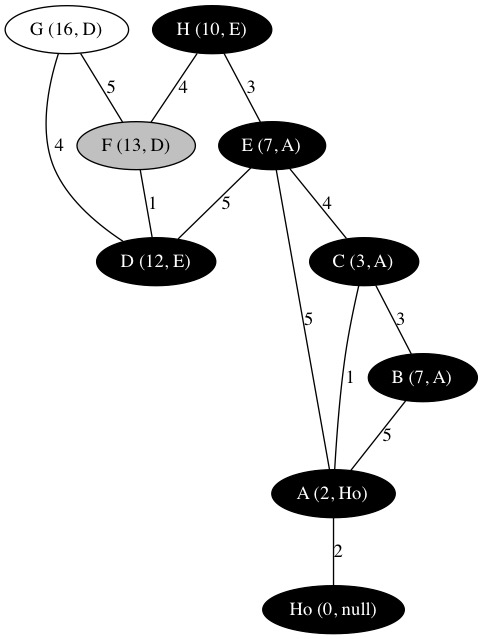 G (16, D)
H (10, E)
5
4
3
4
F (13, D)
E (7, A)
1
5
4
D (12, E)
C (3, A)
5
3
1
B (7, A)
5
A (2, Ho)
2
Ho (0, null)